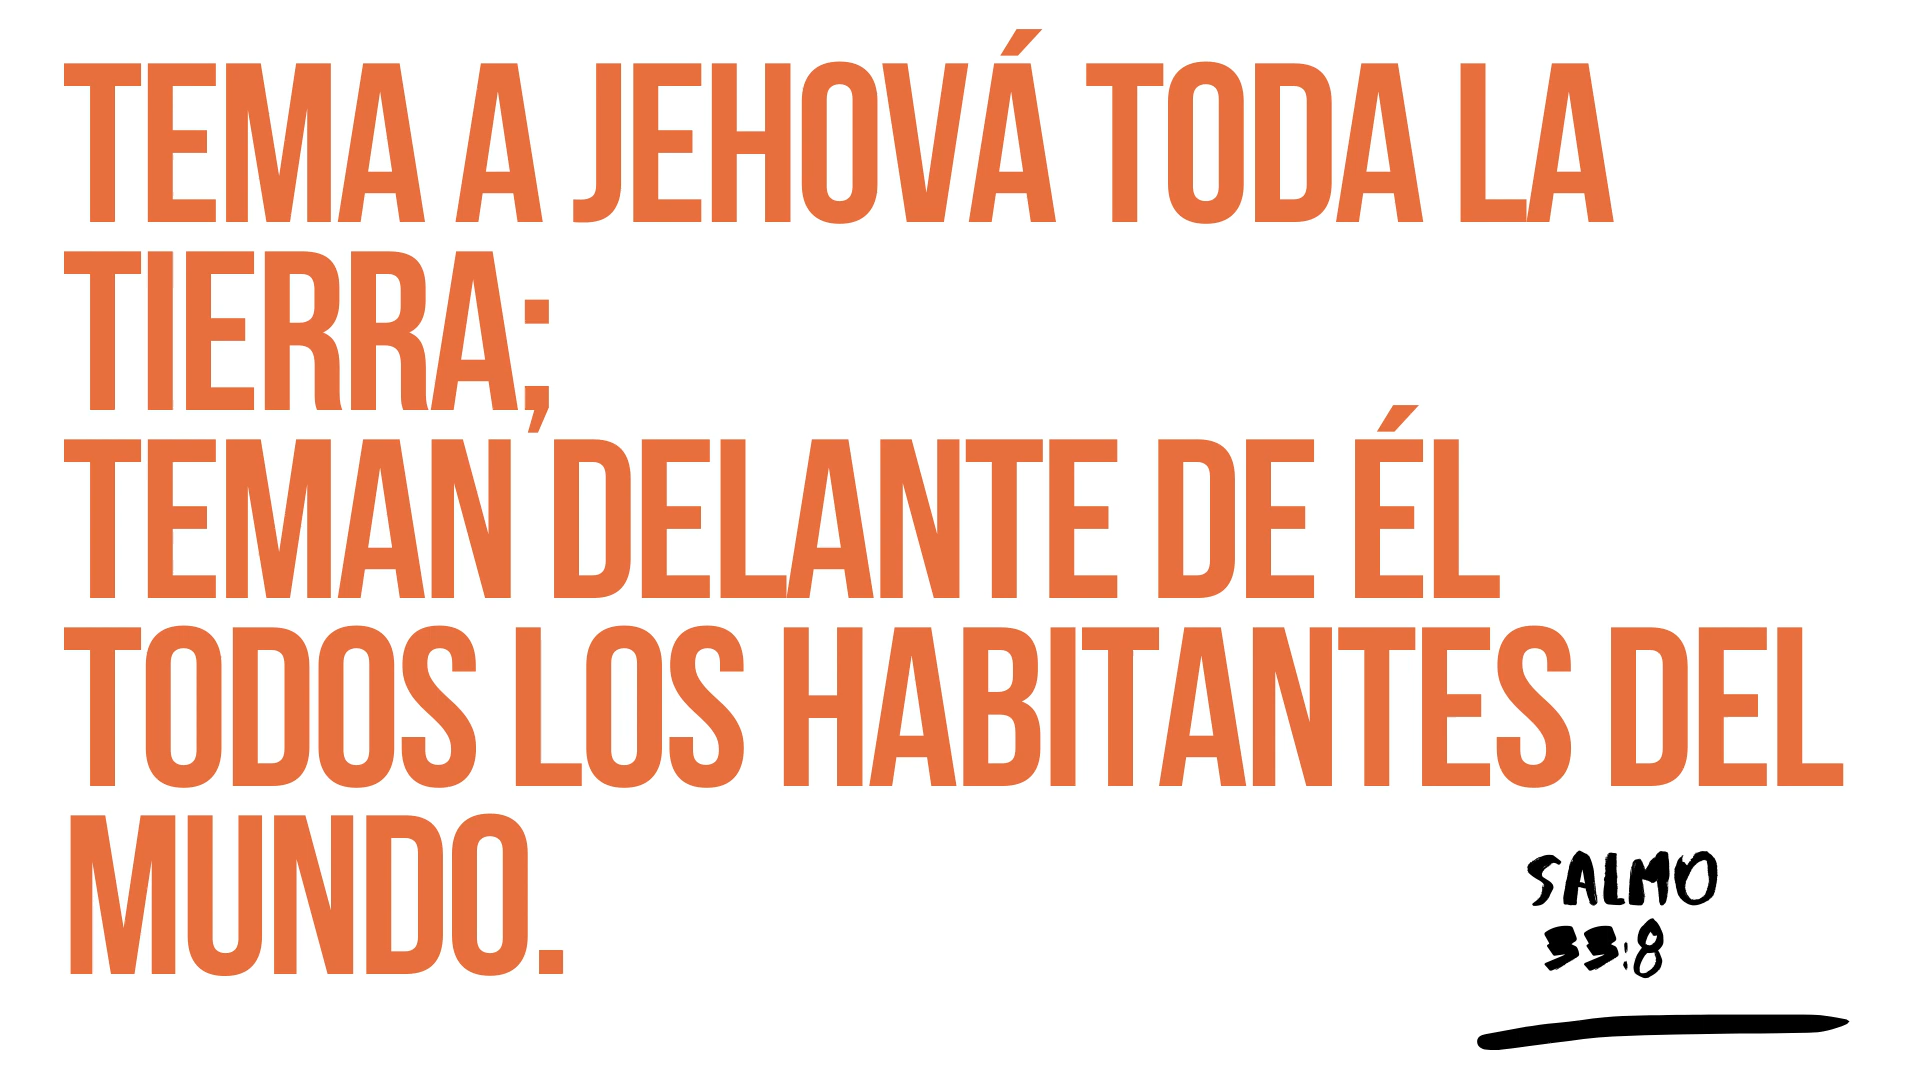 TEMA A JEHOVÁ TODA LA
TIERRA;
TEMAN DELANTE DE ÉL
TODOS LOS HABITANTES DEL
MUNDO.
SALMO
33:8